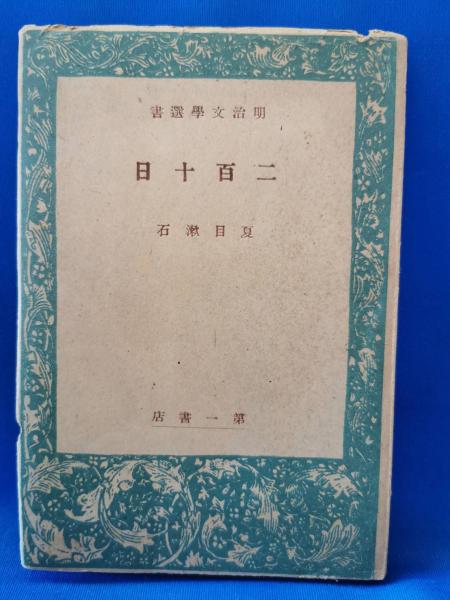 明治文學選書
二百十日
夏目漱石
第一書店